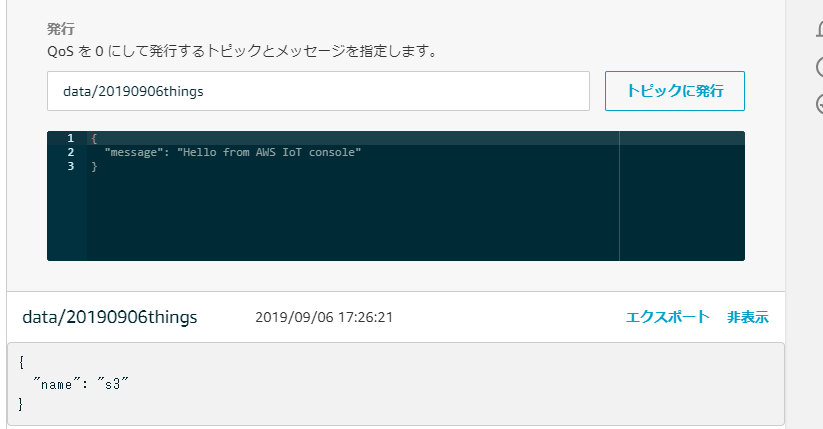 発行
QoS を 0 にして発行するトピックとメッセージを指定します。
data/20190906things
トピックに発行
1 {
2   "message": "Hello from AWS IoT console"
3 }
data/20190906things 2019/09/06 17:26:21 エクスポート 非表示
{
  "name": "s3"
}